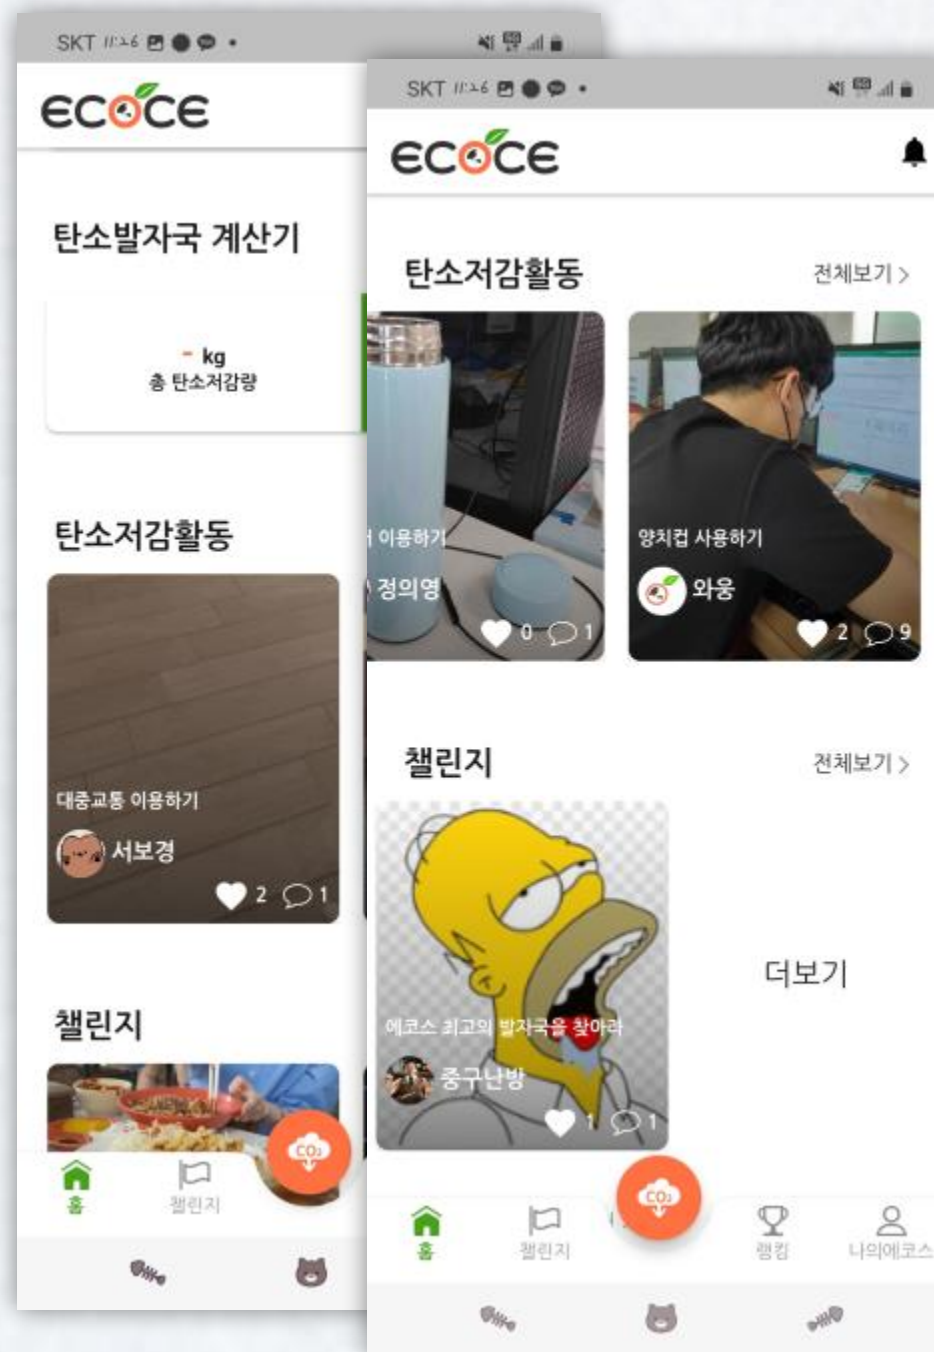 SKT 11:26
ECOCE
탄소발자국 계산기
- kg
총 탄소저감량
탄소저감활동
대중교통 이용하기
서보경
2 1
챌린지
CO₂
홈 챌린지
SKT 11:26
ECOCE
탄소저감활동 전체보기 >
이용하기
정의영
0 1
양치컵 사용하기
와웅
2 9
챌린지 전체보기 >
에코스 최고의 발자국을 찾아라
중구난방
1 1
더보기
CO₂
홈 챌린지 랭킹 나의에코스